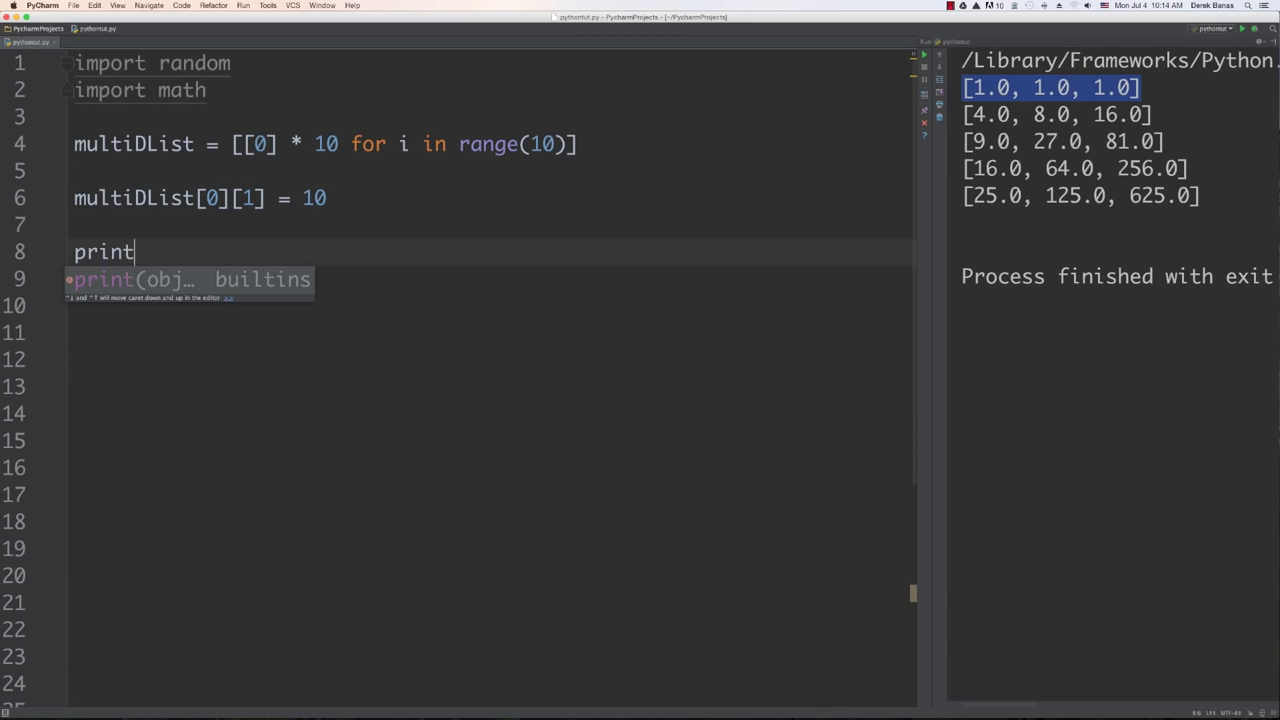 PyCharm File Edit View Navigate Code Refactor Run Tools VCS Window Help
10 Mon Jul 4 10:14 AM Derek Banas
pythontut.py - PycharmProjects - [~/PycharmProjects]
PycharmProjects pythontut.py pythontut
pythontut.py Run pythontut
1 import random
2 import math
3
4 multiDList = [[0] * 10 for i in range(10)]
5
6 multiDList[0][1] = 10
7
8 print
9 print(obj… builtins
^↓ and ^↑ will move caret down and up in the editor >>
10
11
12
13
14
15
16
17
18
19
20
21
22
23
24
/Library/Frameworks/Python.
[1.0, 1.0, 1.0]
[4.0, 8.0, 16.0]
[9.0, 27.0, 81.0]
[16.0, 64.0, 256.0]
[25.0, 125.0, 625.0]
Process finished with exit
8:6 LF÷ UTF-8÷